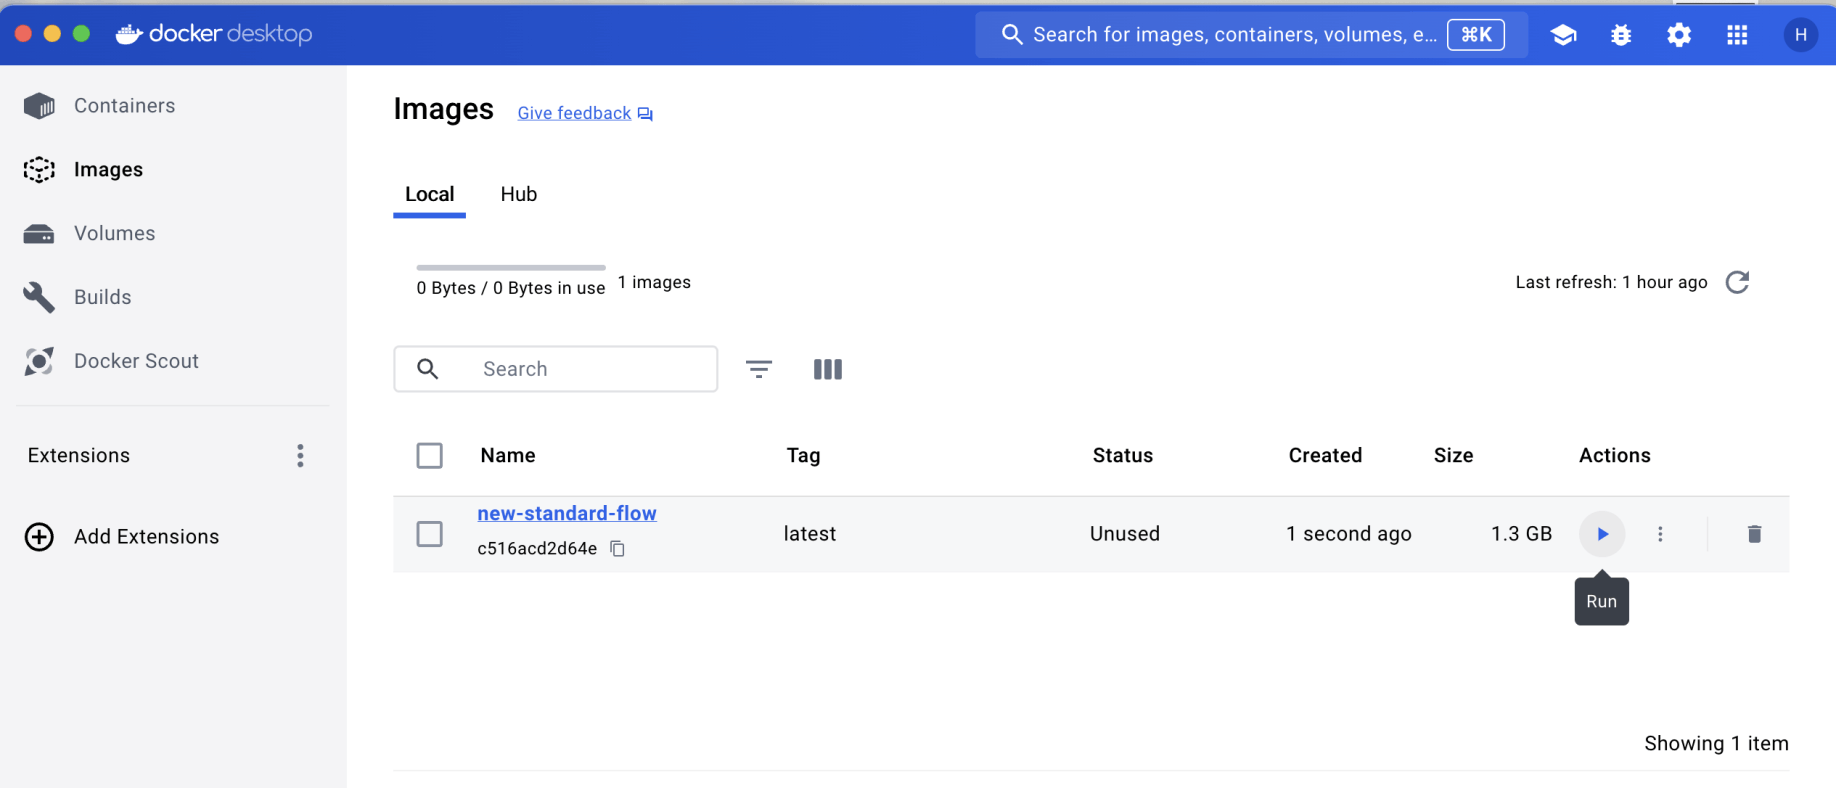 docker desktop
Search for images, containers, volumes, e...
⌘K
H
Containers
Images
Volumes
Builds
Docker Scout
Extensions
Add Extensions
Images
Give feedback
Local
Hub
0 Bytes / 0 Bytes in use
1 images
Last refresh: 1 hour ago
Search
Name
Tag
Status
Created
Size
Actions
new-standard-flow
c516acd2d64e
latest
Unused
1 second ago
1.3 GB
Run
Showing 1 item